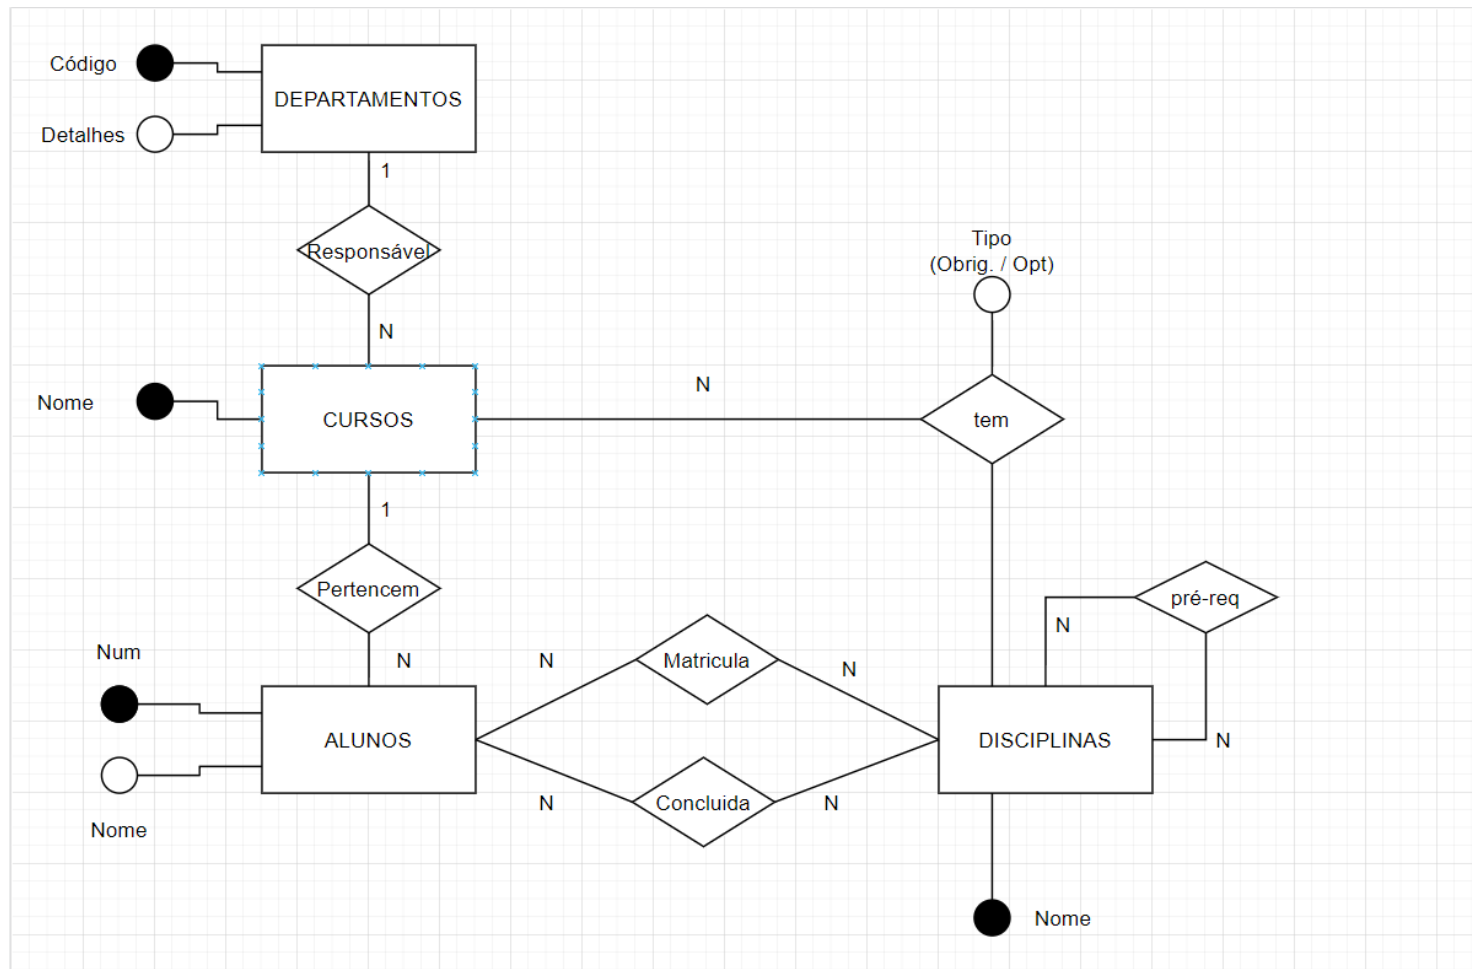 Código
DEPARTAMENTOS
Detalhes
1
Responsável
Tipo
(Obrig. / Opt)
N
N
Nome
CURSOS
tem
1
Pertencem
pré-req
N
Num
N
N
Matricula
N
ALUNOS
DISCIPLINAS
N
N
Concluida
N
Nome
Nome